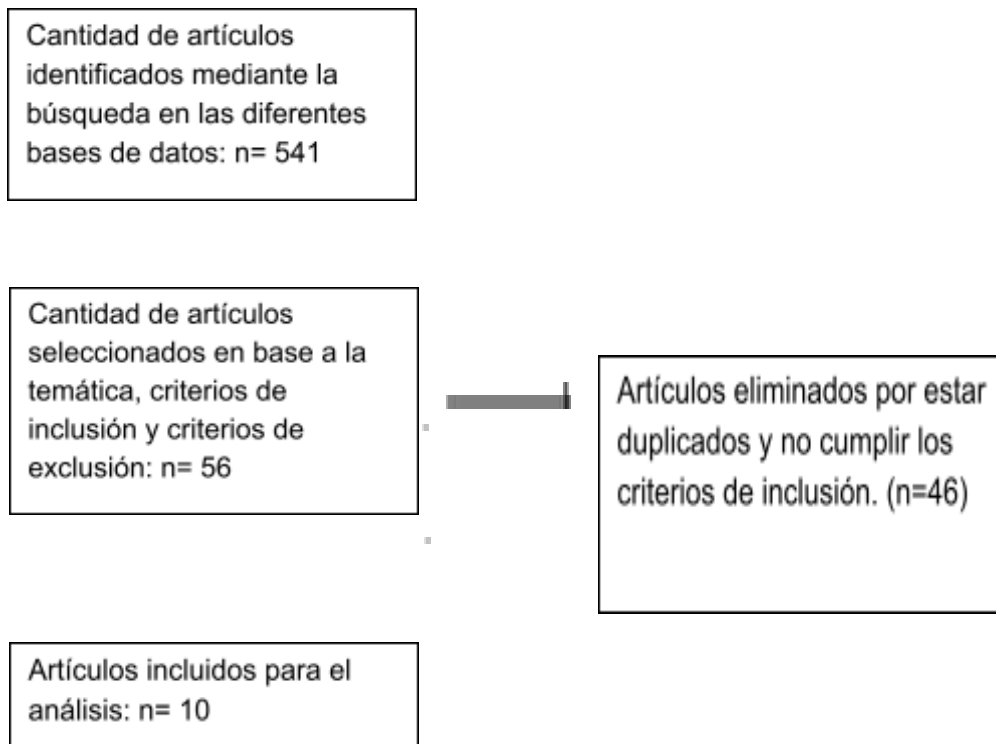 Cantidad de artículos
identificados mediante la
búsqueda en las diferentes
bases de datos: n= 541
Cantidad de artículos
seleccionados en base a la
temática, criterios de
inclusión y criterios de
exclusión: n= 56
Artículos eliminados por estar
duplicados y no cumplir los
criterios de inclusión. (n=46)
Artículos incluidos para el
análisis: n= 10